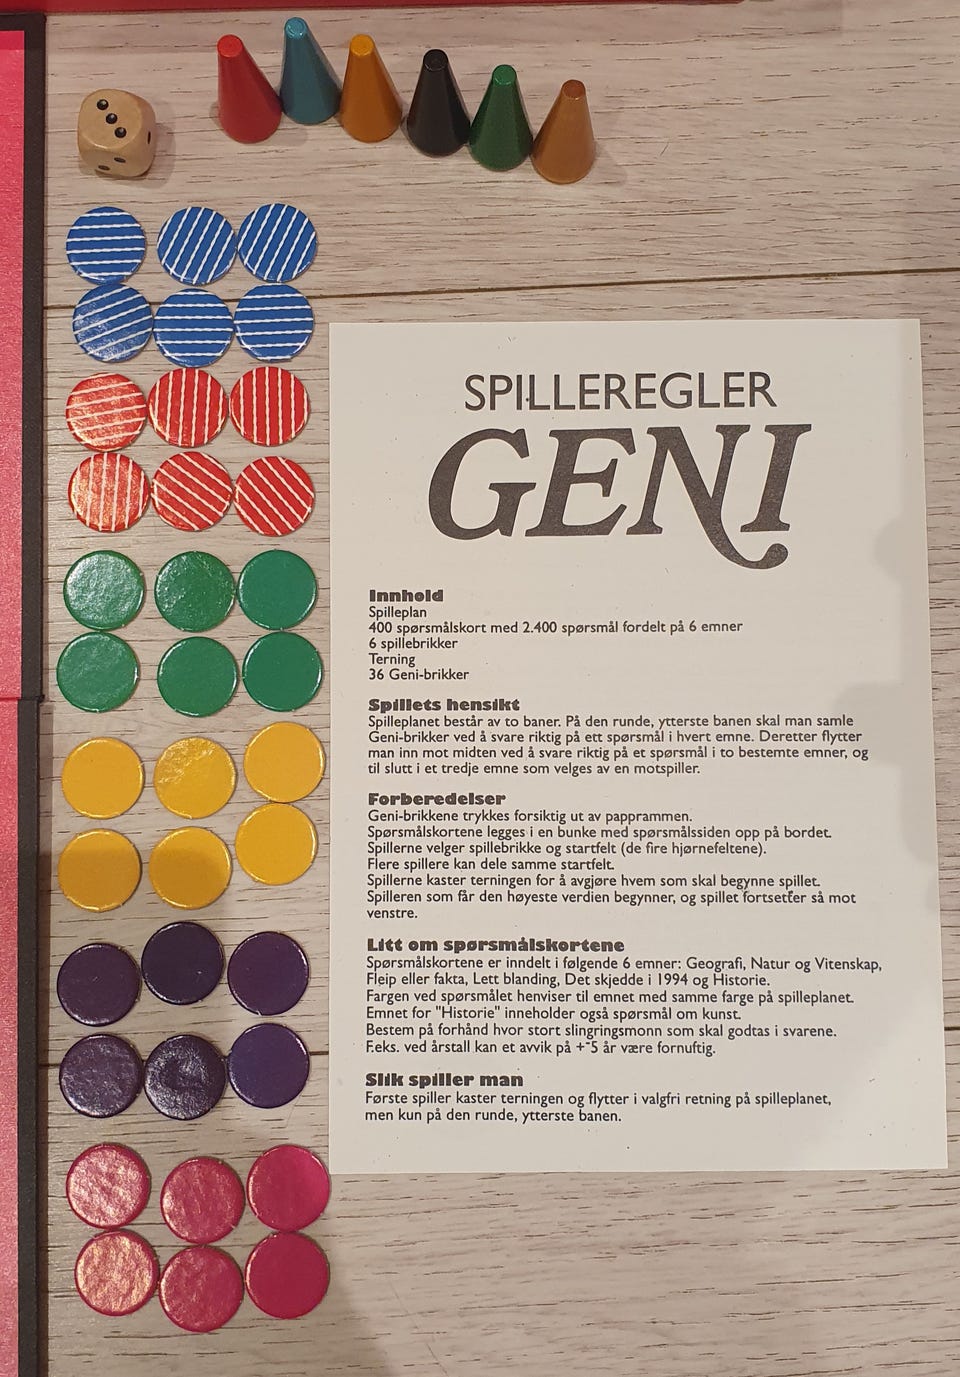 SPILLEREGLER
GENI
Innhold
Spilleplan
400 spørsmålskort med 2.400 spørsmål fordelt på 6 emner
6 spillebrikker
Terning
36 Geni-brikker
Spillets hensikt
Spilleplanet består av to baner. På den runde, ytterste banen skal man samle
Geni-brikker ved å svare riktig på ett spørsmål i hvert emne. Deretter flytter
man inn mot midten ved å svare riktig på et spørsmål i to bestemte emner, og
til slutt i et tredje emne som velges av en motspiller.
Forberedelser
Geni-brikkene trykkes forsiktig ut av papprammen.
Spørsmålskortene legges i en bunke med spørsmålssiden opp på bordet.
Spillerne velger spillebrikke og startfelt (de fire hjørnefeltene).
Flere spillere kan dele samme startfelt.
Spillerne kaster terningen for å avgjøre hvem som skal begynne spillet.
Spilleren som får den høyeste verdien begynner, og spillet fortsetter så mot
venstre.
Litt om spørsmålskortene
Spørsmålskortene er inndelt i følgende 6 emner: Geografi, Natur og Vitenskap,
Fleip eller fakta, Lett blanding, Det skjedde i 1994 og Historie.
Fargen ved spørsmålet henviser til emnet med samme farge på spilleplanet.
Emnet for "Historie" inneholder også spørsmål om kunst.
Bestem på forhånd hvor stort slingringsmonn som skal godtas i svarene.
F.eks. ved årstall kan et avvik på +-5 år være fornuftig.
Slik spiller man
Første spiller kaster terningen og flytter i valgfri retning på spilleplanet,
men kun på den runde, ytterste banen.